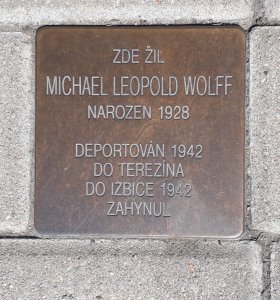 ZDE ŽIL
MICHAEL LEOPOLD WOLFF
NAROZEN 1928
DEPORTOVÁN 1942
DO TEREZÍNA
DO IZBICE 1942
ZAHYNUL